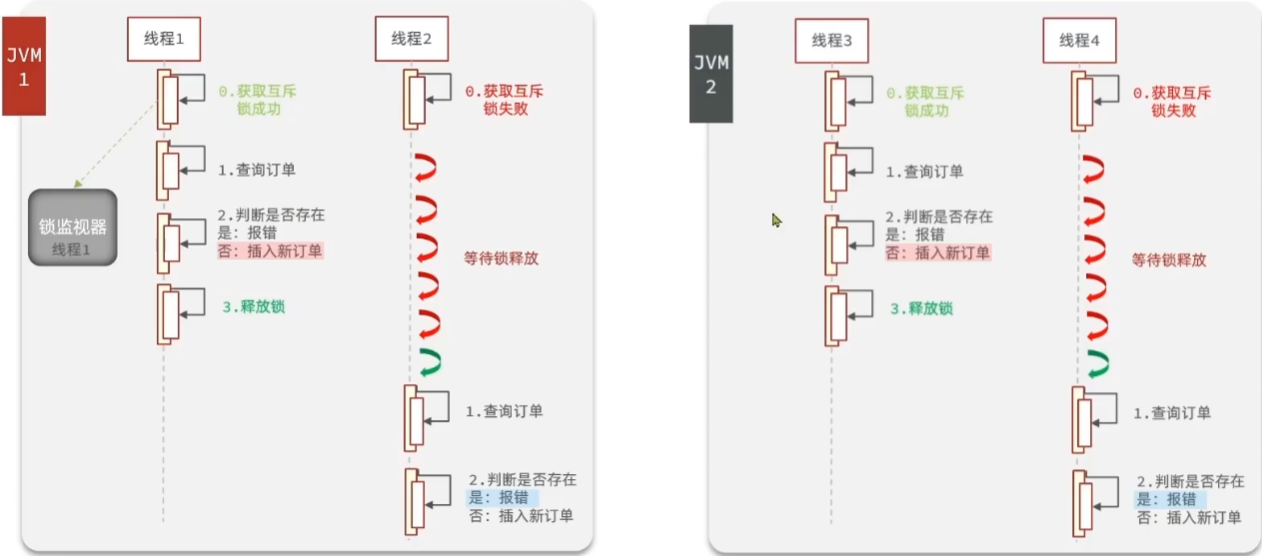 JVM
1
线程1
线程2
0.获取互斥
锁成功
0.获取互斥
锁失败
1.查询订单
锁监视器
线程1
2.判断是否存在
是: 报错
否: 插入新订单
等待锁释放
3.释放锁
1.查询订单
2.判断是否存在
是: 报错
否: 插入新订单
JVM
2
线程3
线程4
0.获取互斥
锁成功
0.获取互斥
锁失败
1.查询订单
2.判断是否存在
是: 报错
否: 插入新订单
等待锁释放
3.释放锁
1.查询订单
2.判断是否存在
是: 报错
否: 插入新订单